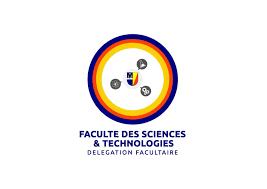 FACULTE DES SCIENCES
& TECHNOLOGIES
DELEGATION FACULTAIRE